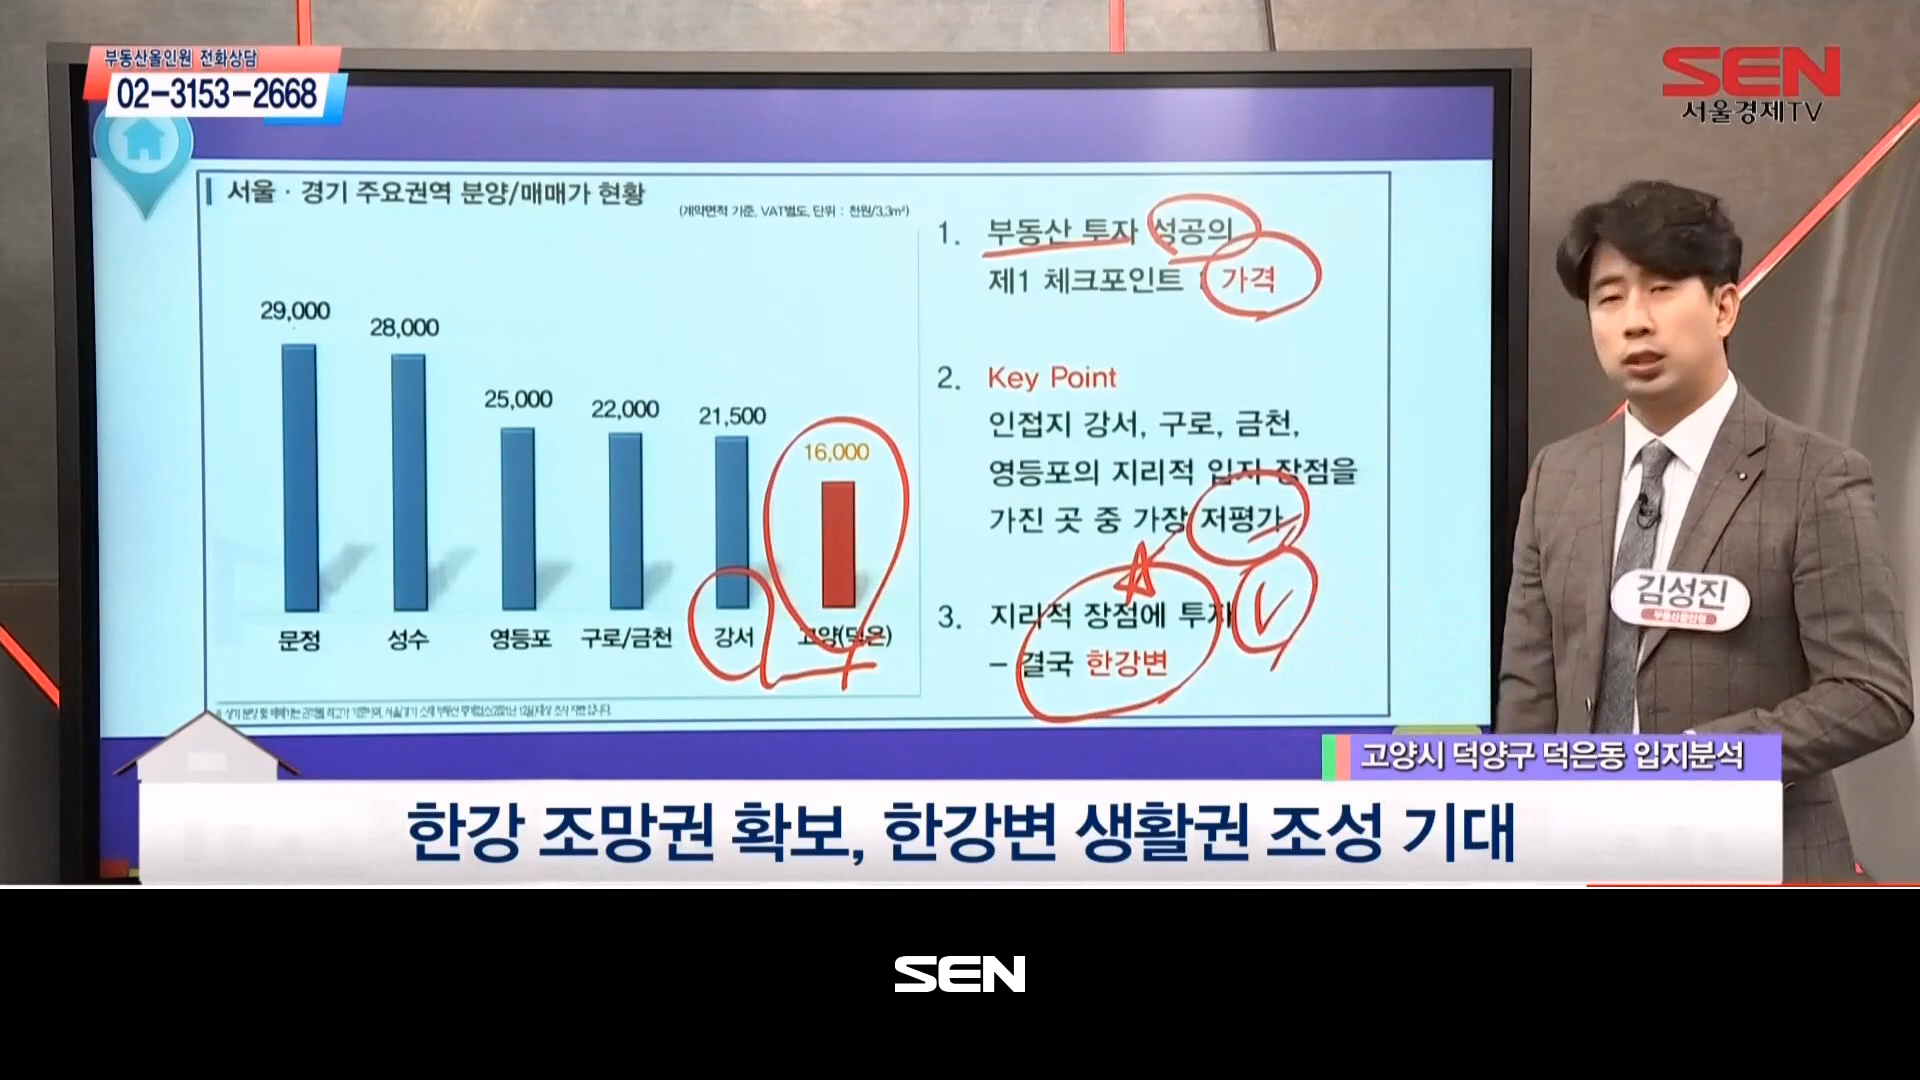 부동산올인원 전화상담
02-3153-2668
SEN
서울경제TV
서울 · 경기 주요권역 분양/매매가 현황
(계약면적 기준, VAT별도, 단위 : 천원/3.3m²)
29,000
28,000
25,000
22,000
21,500
16,000
문정
성수
영등포
구로/금천
강서
고양(덕은)
1. 부동산 투자 성공의
제1 체크포인트 : 가격
2. Key Point
인접지 강서, 구로, 금천,
영등포의 지리적 입지 장점을
가진 곳 중 가장 저평가
3. 지리적 장점에 투자
– 결국 한강변
김성진
부동산올인원
고양시 덕양구 덕은동 입지분석
한강 조망권 확보, 한강변 생활권 조성 기대
SEN